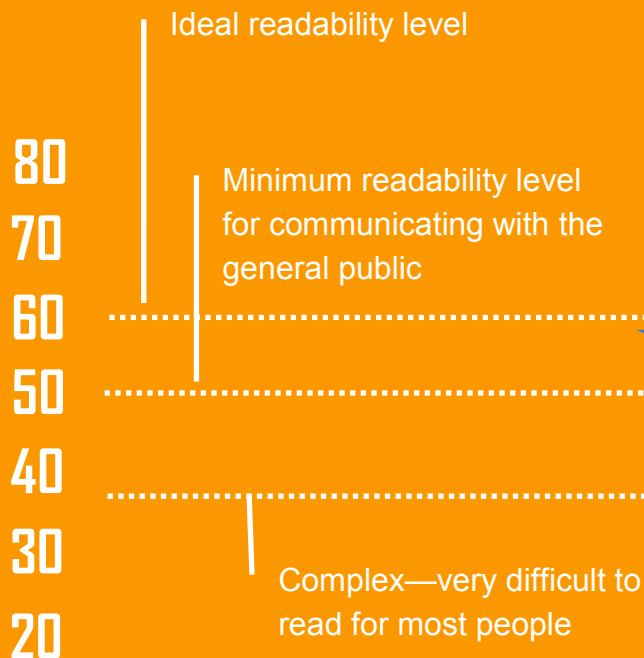 Ideal readability level
80
Minimum readability level
for communicating with the
general public
70
60
50
40
30
Complex—very difficult to
read for most people
20